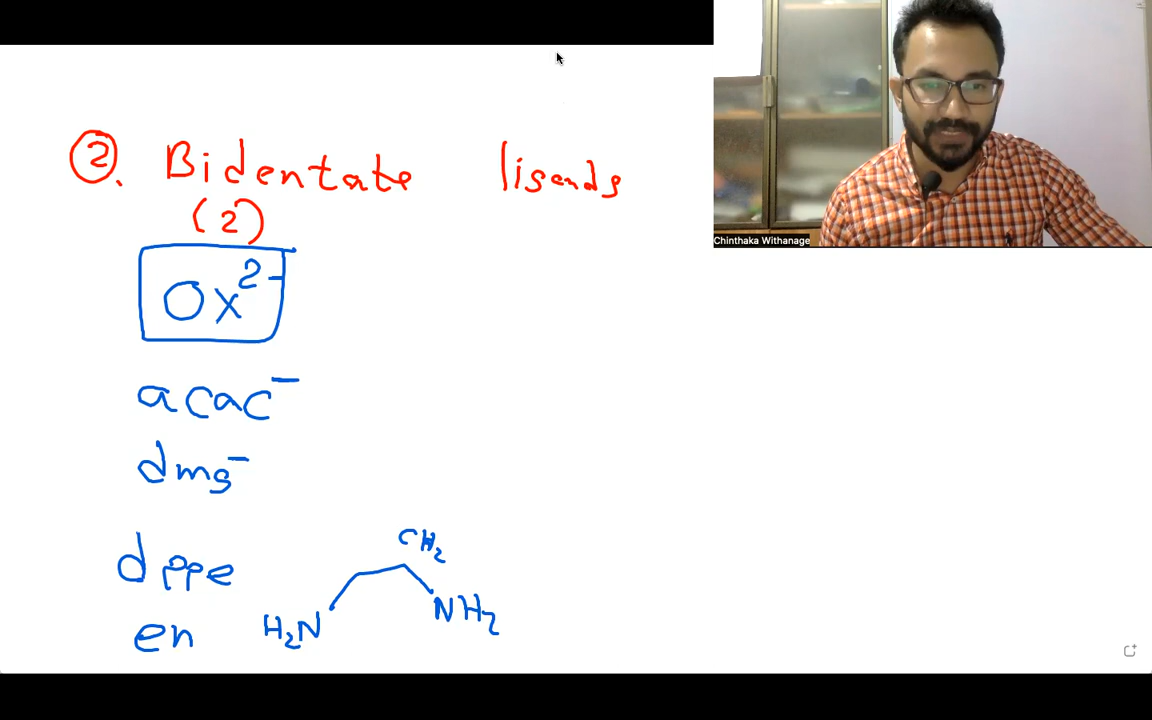 ②. Bidentate ligands
(2)
Chinthaka Withanage
Ox²⁻
acac⁻
dmg⁻
dppe
CH₂
en H₂N NH₂